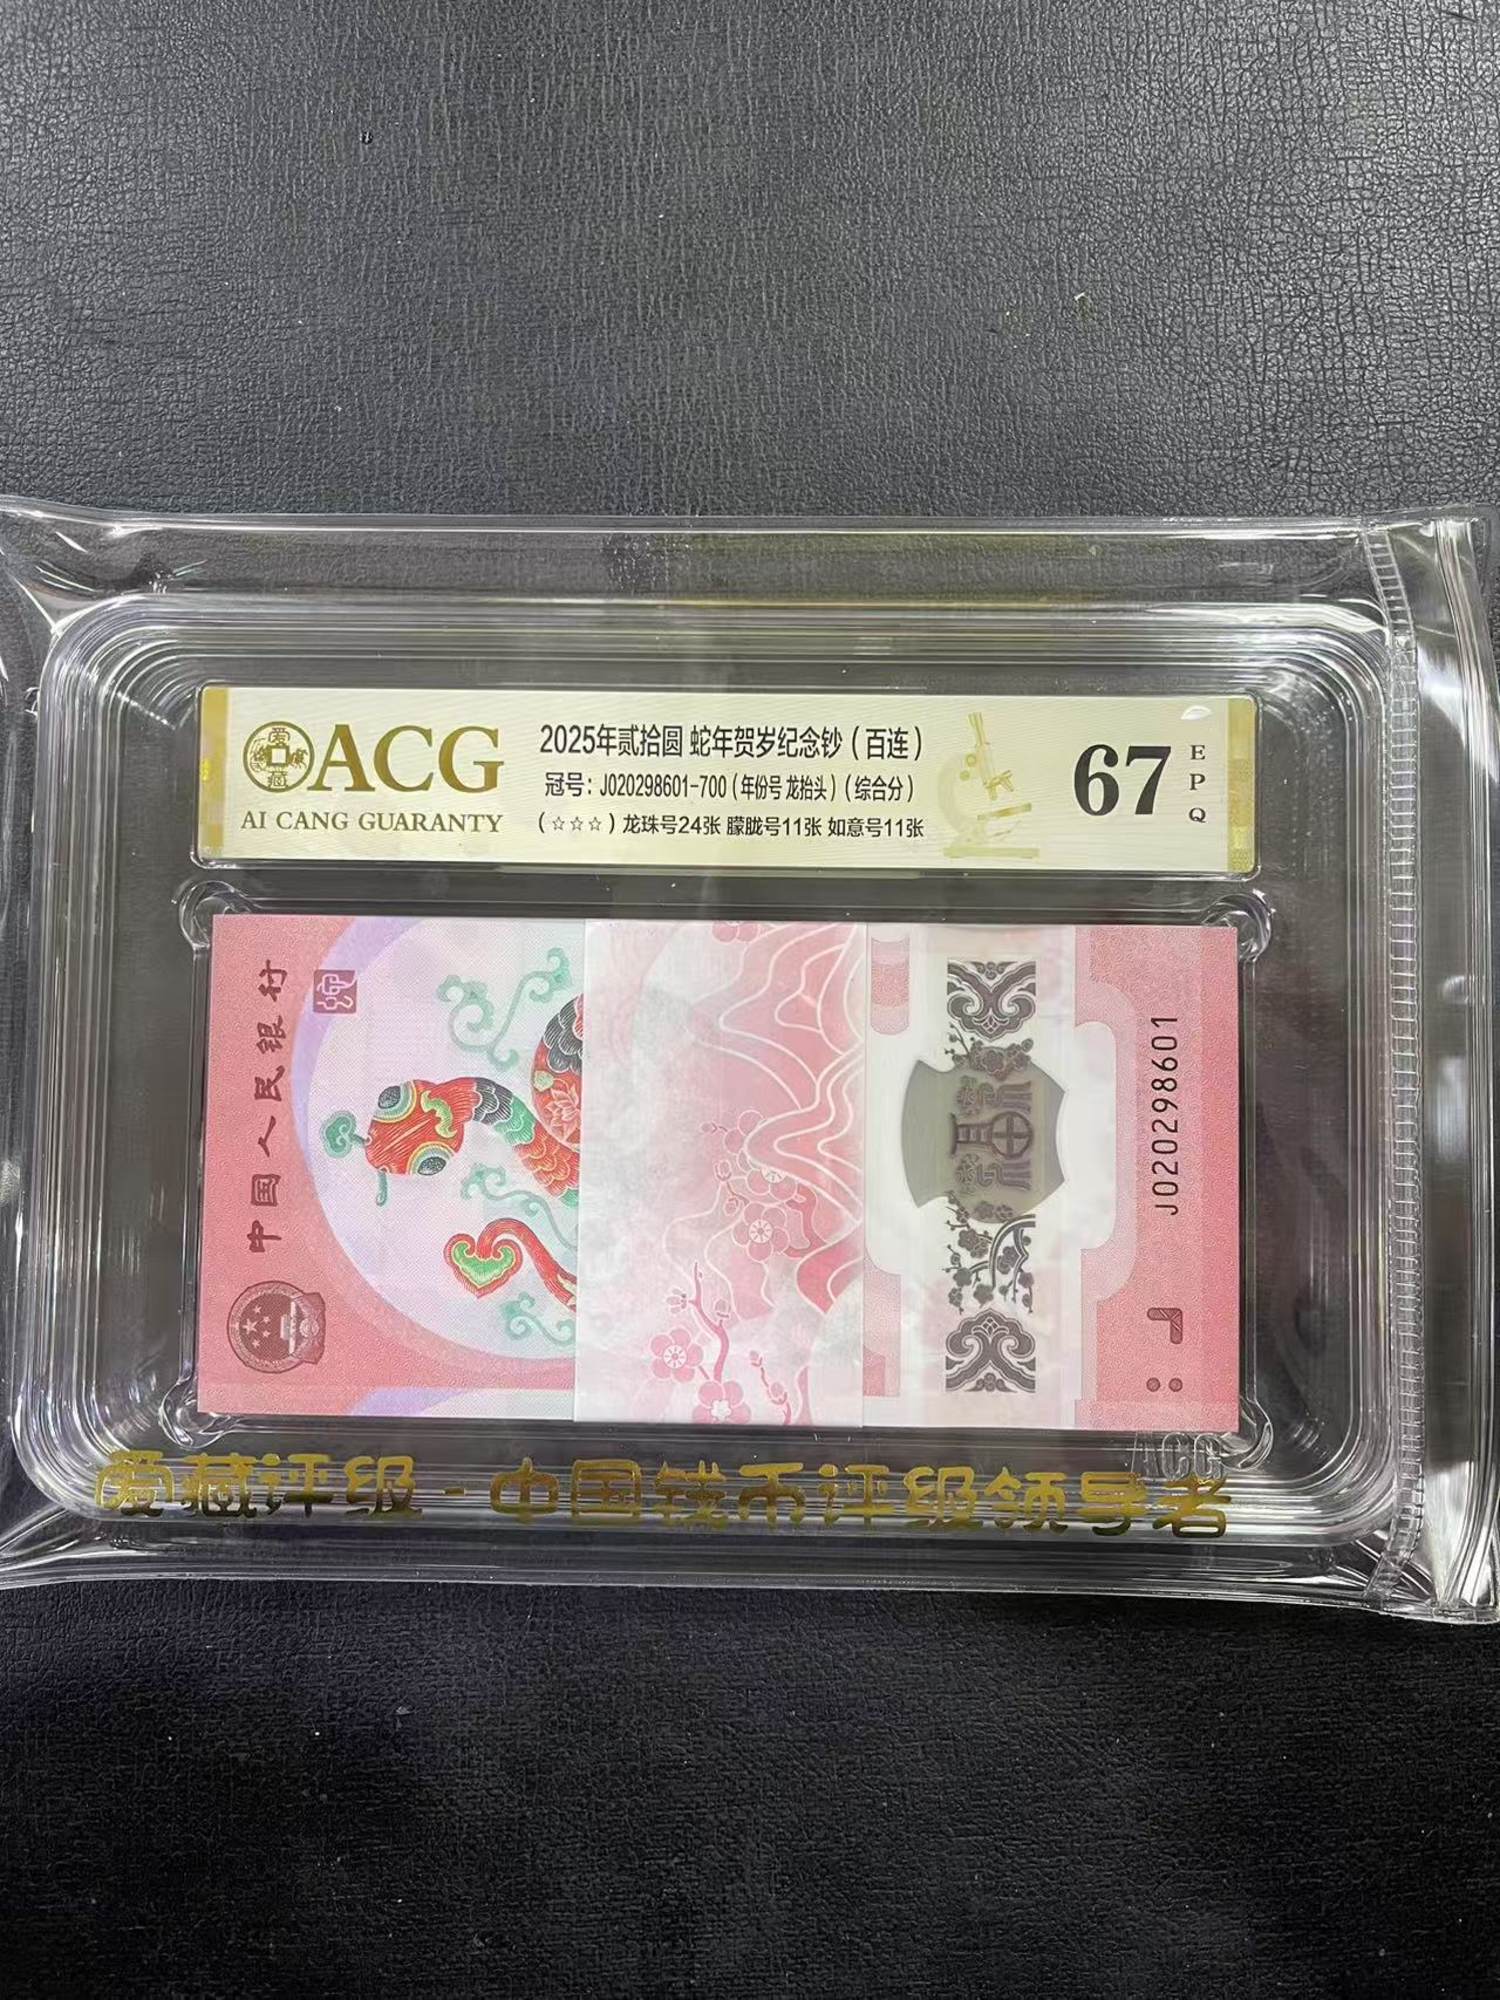 ACG
AI CANG GUARANTY
2025年贰拾圆 蛇年贺岁纪念钞(百连)
冠号：J020298601-700(年份号 龙抬头)(综合分)
(☆☆☆)龙珠号24张 朦胧号11张 如意号11张
67
EPQ
中国人民银行
J020298601
ACG
爱藏评级-中国钱币评级领导者